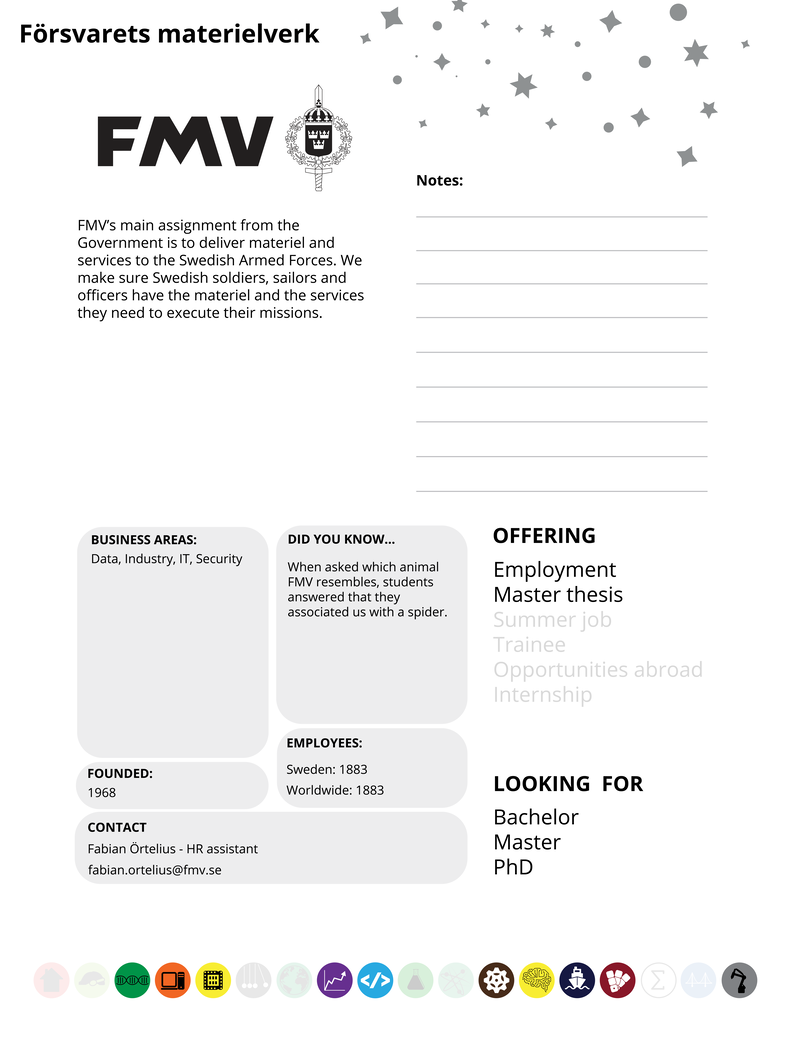 Försvarets materielverk
FMV
Notes:
FMV’s main assignment from the
Government is to deliver materiel and
services to the Swedish Armed Forces. We
make sure Swedish soldiers, sailors and
officers have the materiel and the services
they need to execute their missions.
BUSINESS AREAS:
Data, Industry, IT, Security
DID YOU KNOW...
When asked which animal
FMV resembles, students
answered that they
associated us with a spider.
OFFERING
Employment
Master thesis
Summer job
Trainee
Opportunities abroad
Internship
EMPLOYEES:
Sweden: 1883
Worldwide: 1883
FOUNDED:
1968
CONTACT
Fabian Örtelius - HR assistant
fabian.ortelius@fmv.se
LOOKING FOR
Bachelor
Master
PhD